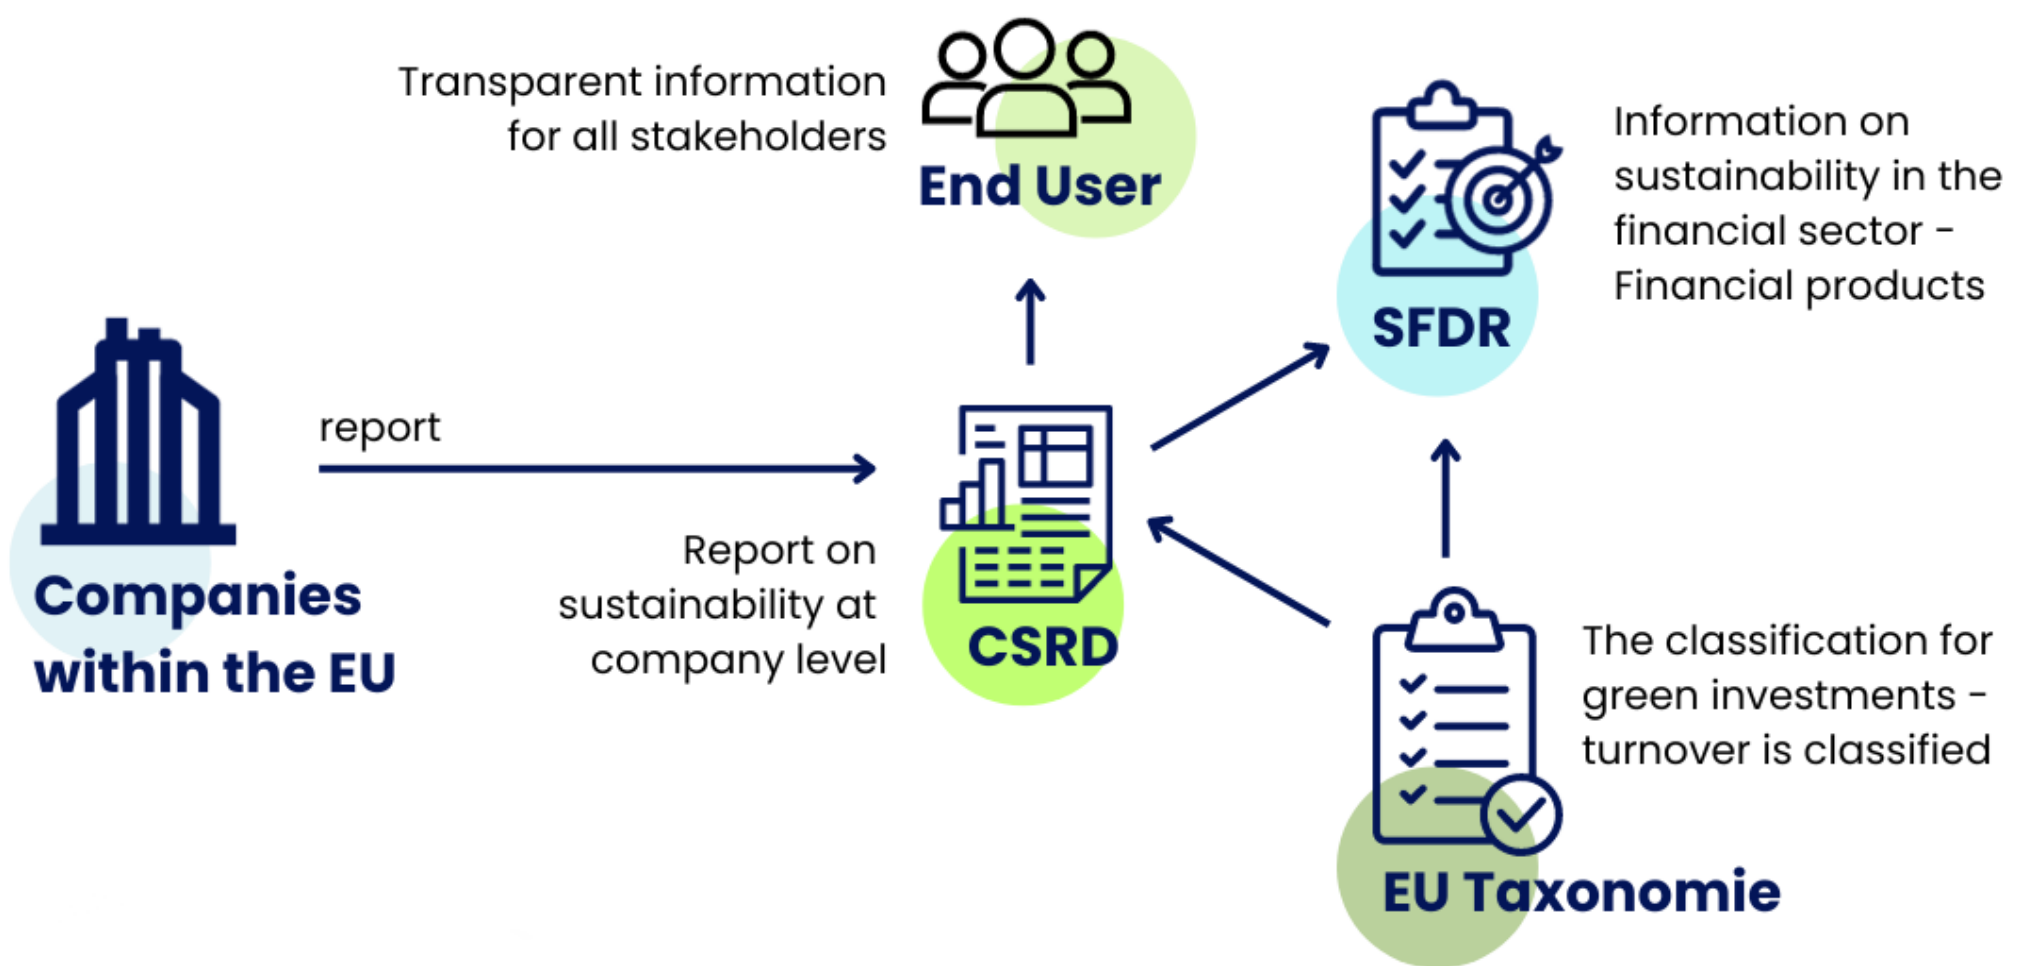 Transparent information
for all stakeholders
End User
Information on
sustainability in the
financial sector -
Financial products
SFDR
report
Companies
within the EU
Report on
sustainability at
company level
CSRD
The classification for
green investments -
turnover is classified
EU Taxonomie